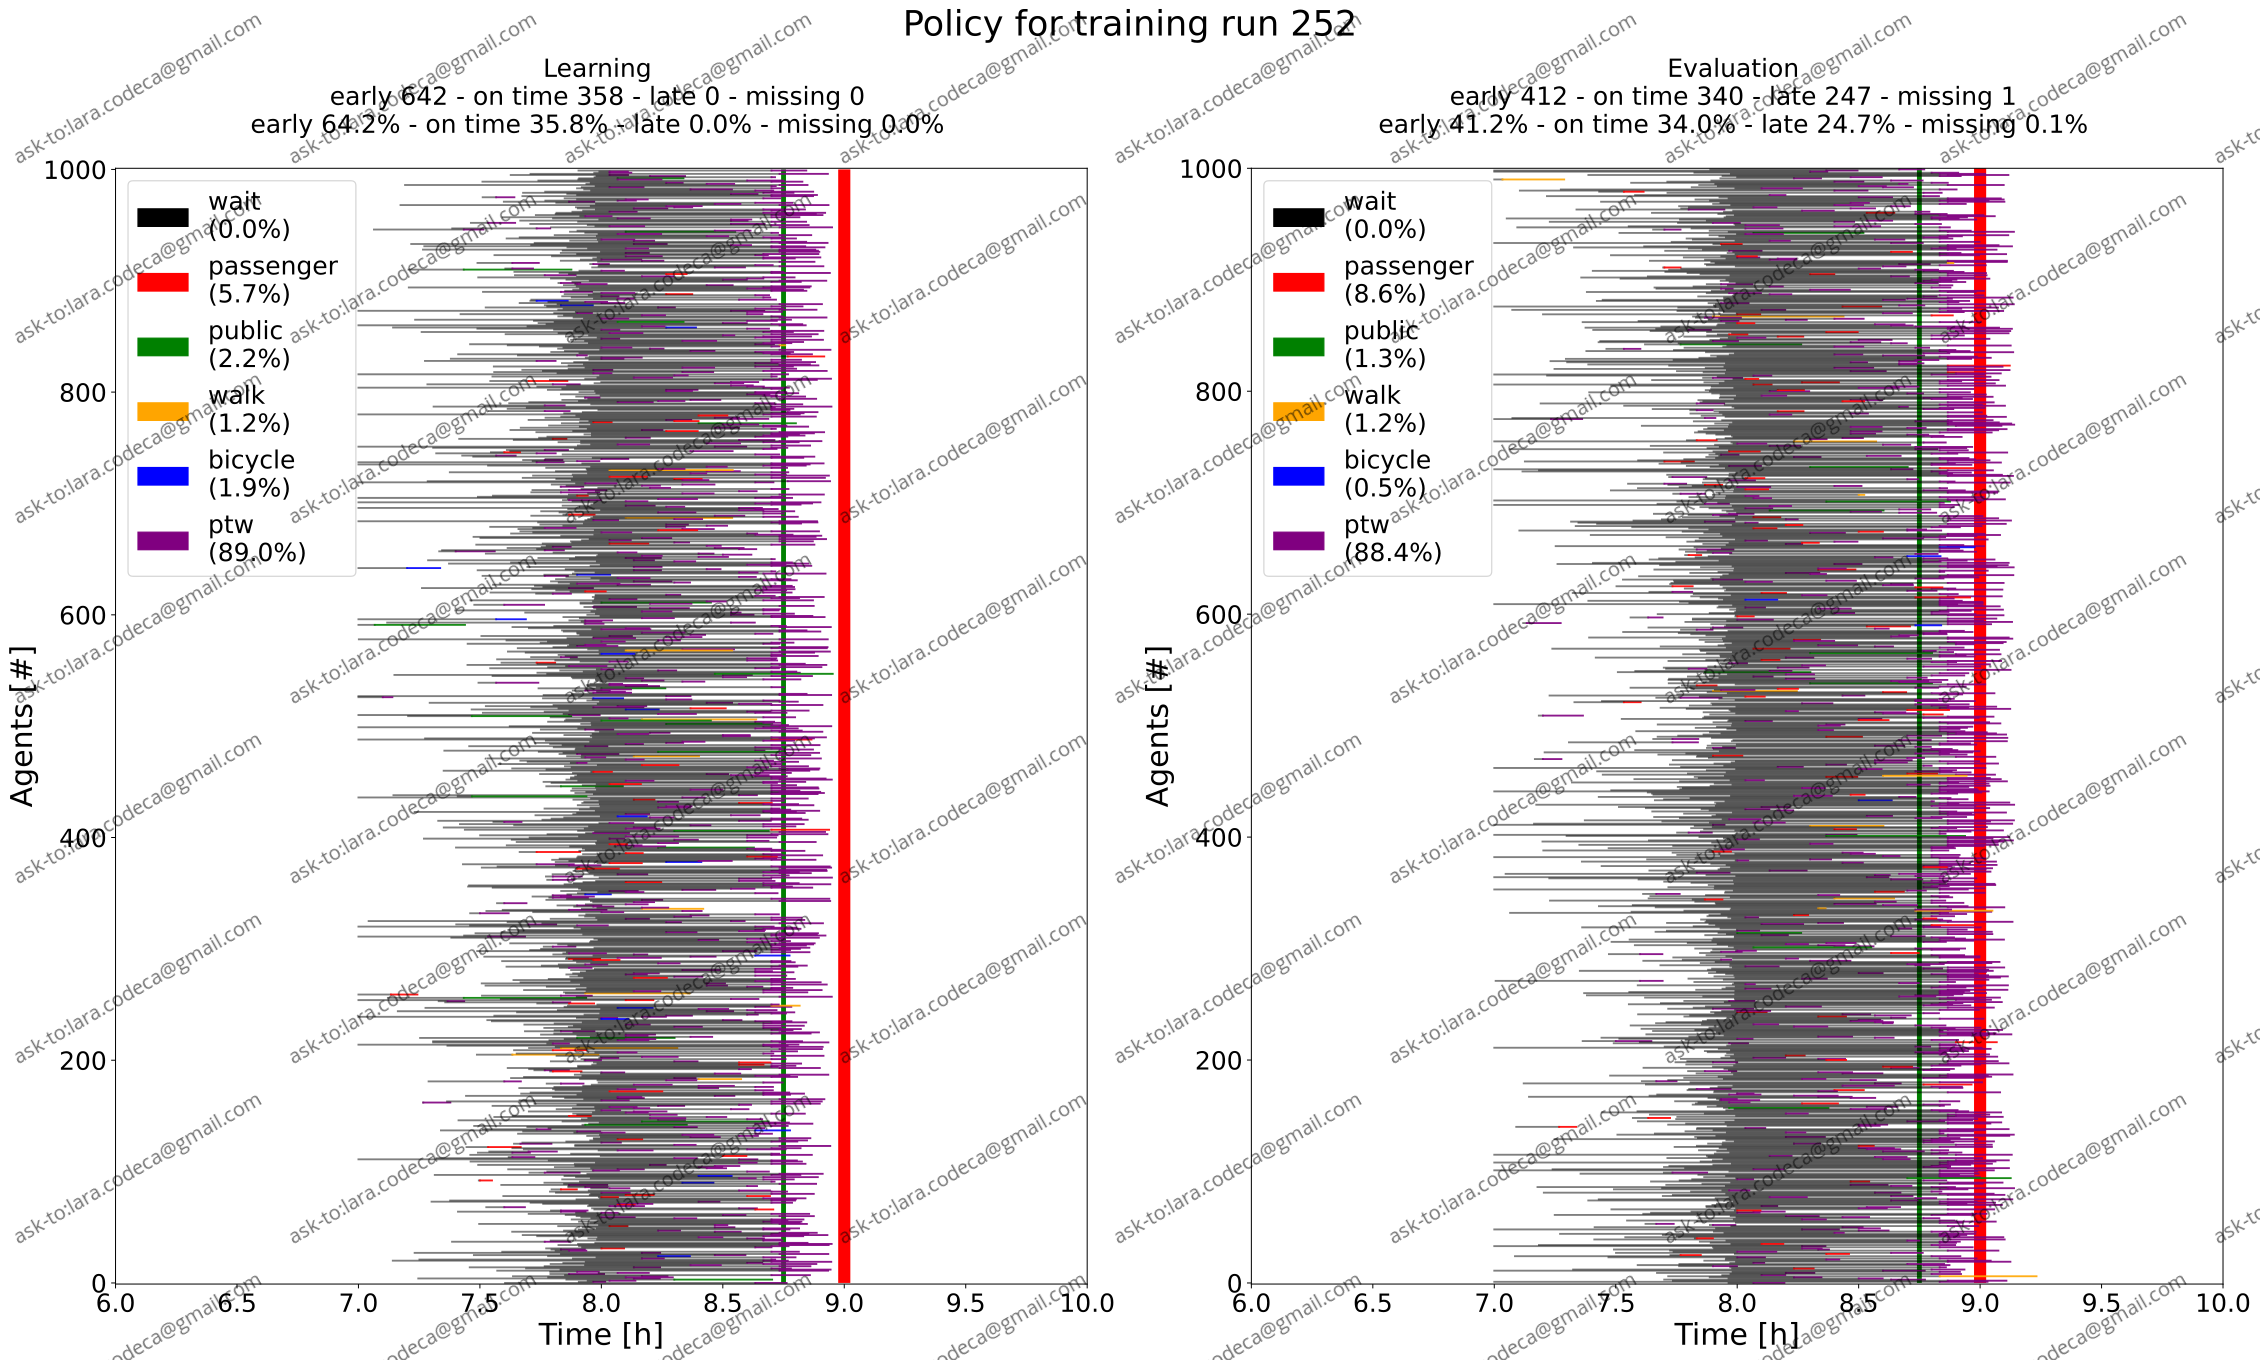 Policy for training run 252
Learning
early 642 - on time 358 - late 0 - missing 0
early 64.2% - on time 35.8% - late 0.0% - missing 0.0%
1000
800
600
400
200
0
Agents [#]
wait
(0.0%)
passenger
(5.7%)
public
(2.2%)
walk
(1.2%)
bicycle
(1.9%)
ptw
(89.0%)
6.0 6.5 7.0 7.5 8.0 8.5 9.0 9.5 10.0
Time [h]
Evaluation
early 412 - on time 340 - late 247 - missing 1
early 41.2% - on time 34.0% - late 24.7% - missing 0.1%
1000
800
600
400
200
0
Agents [#]
wait
(0.0%)
passenger
(8.6%)
public
(1.3%)
walk
(1.2%)
bicycle
(0.5%)
ptw
(88.4%)
6.0 6.5 7.0 7.5 8.0 8.5 9.0 9.5 10.0
Time [h]
ask-to:lara.codeca@gmail.com